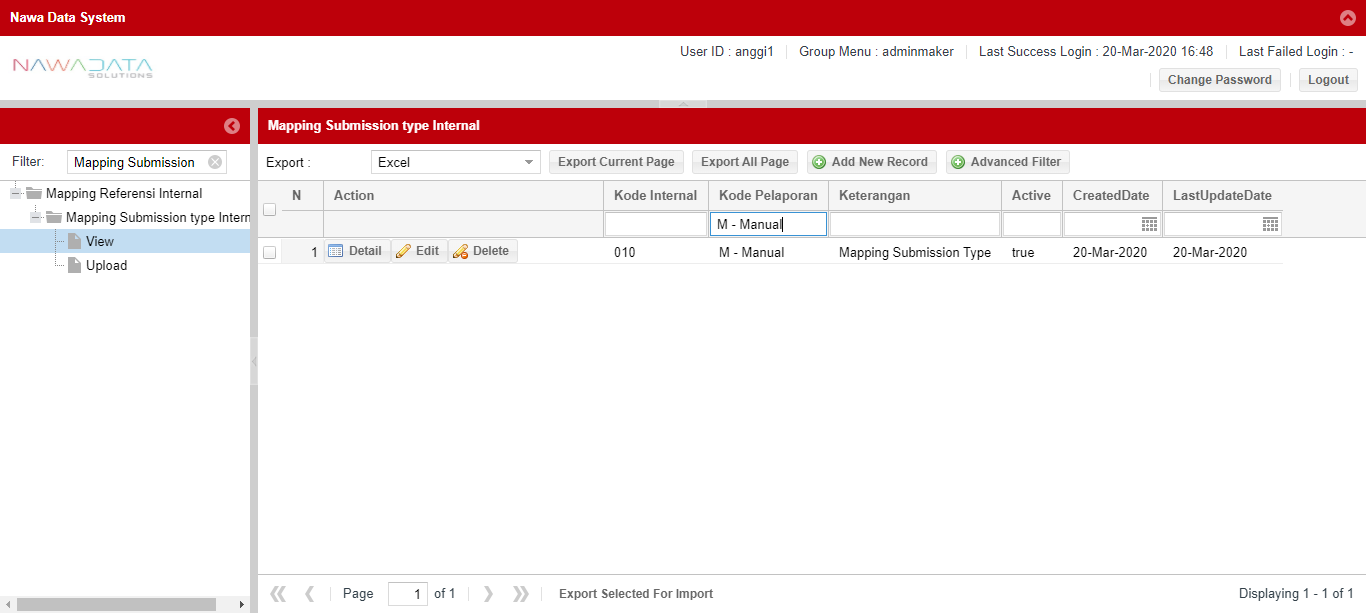 Nawa Data System
User ID : anggi1 Group Menu : adminmaker Last Success Login : 20-Mar-2020 16:48 Last Failed Login : -
NAWADATA
SOLUTIONS
Change Password Logout
Mapping Submission type Internal
Filter: Mapping Submission
Export : Excel Export Current Page Export All Page Add New Record Advanced Filter
Mapping Referensi Internal
Mapping Submission type Intern
View
Upload
N Action Kode Internal Kode Pelaporan Keterangan Active CreatedDate LastUpdateDate
M - Manual
1 Detail Edit Delete 010 M - Manual Mapping Submission Type true 20-Mar-2020 20-Mar-2020
Page 1 of 1 Export Selected For Import Displaying 1 - 1 of 1